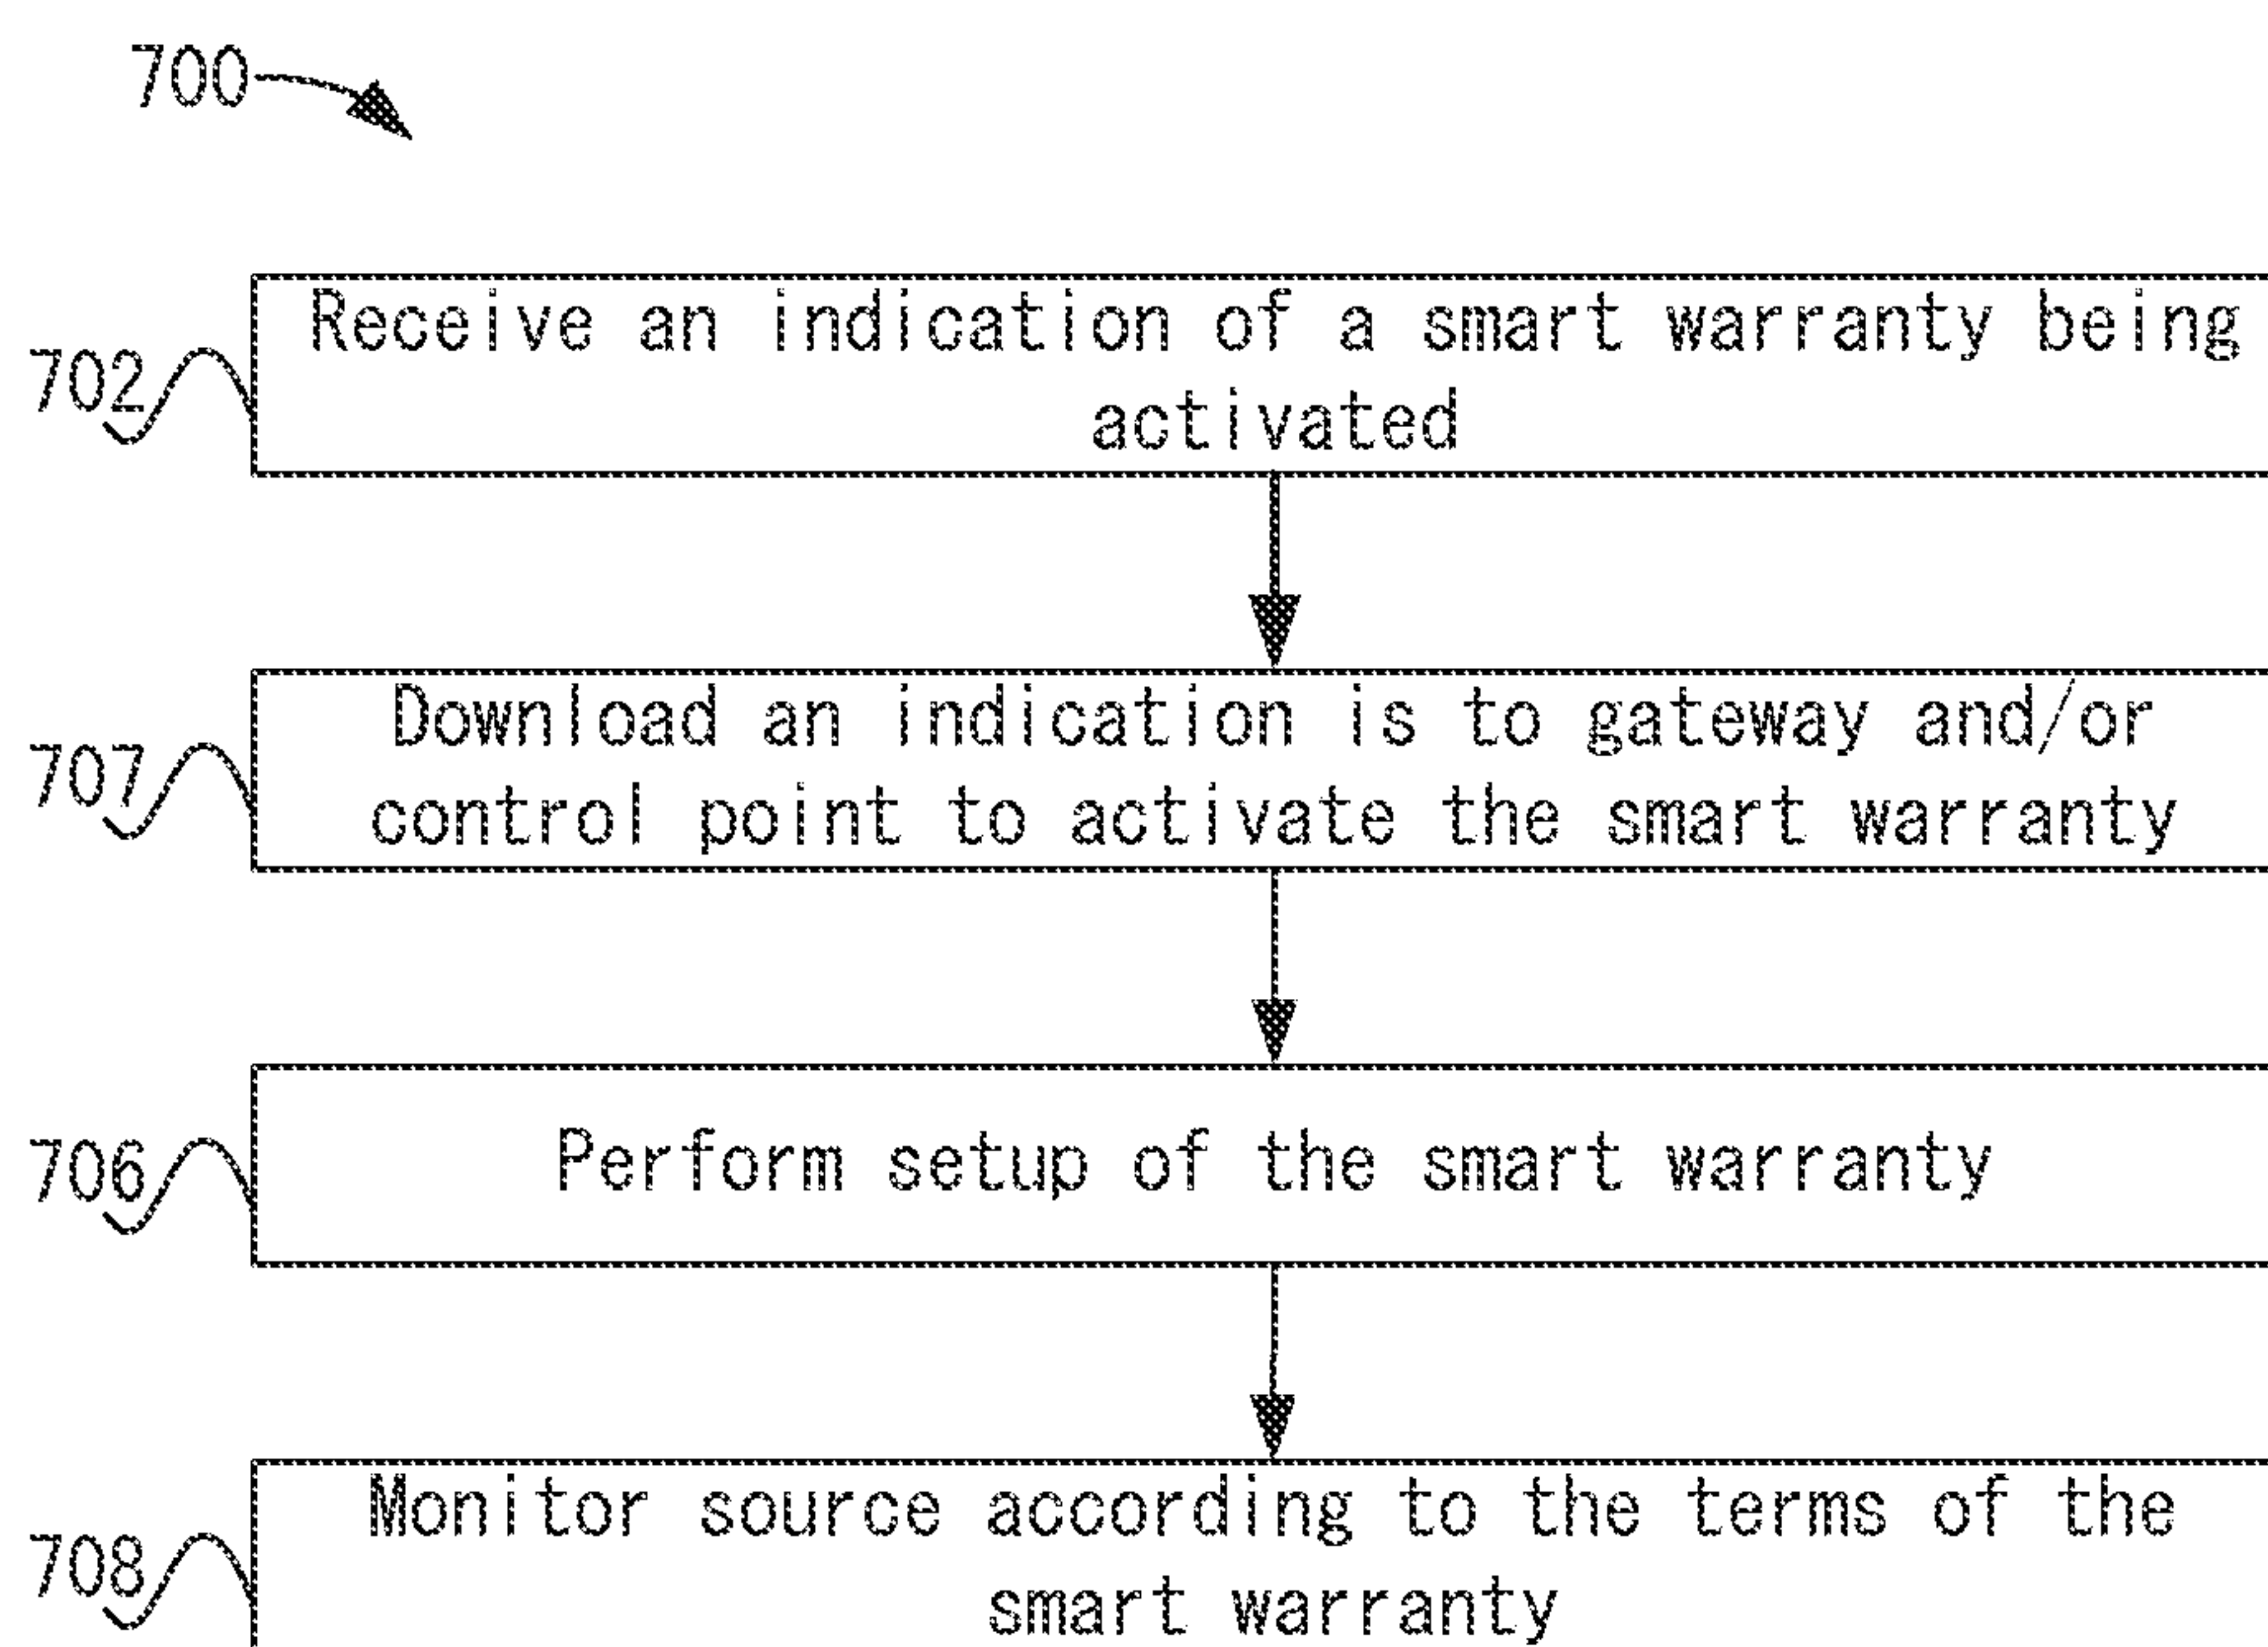 700
702
Receive an indication of a smart warranty being
activated
707
Download an indication is to gateway and/or
control point to activate the smart warranty
706
Perform setup of the smart warranty
708
Monitor source according to the terms of the
smart warranty